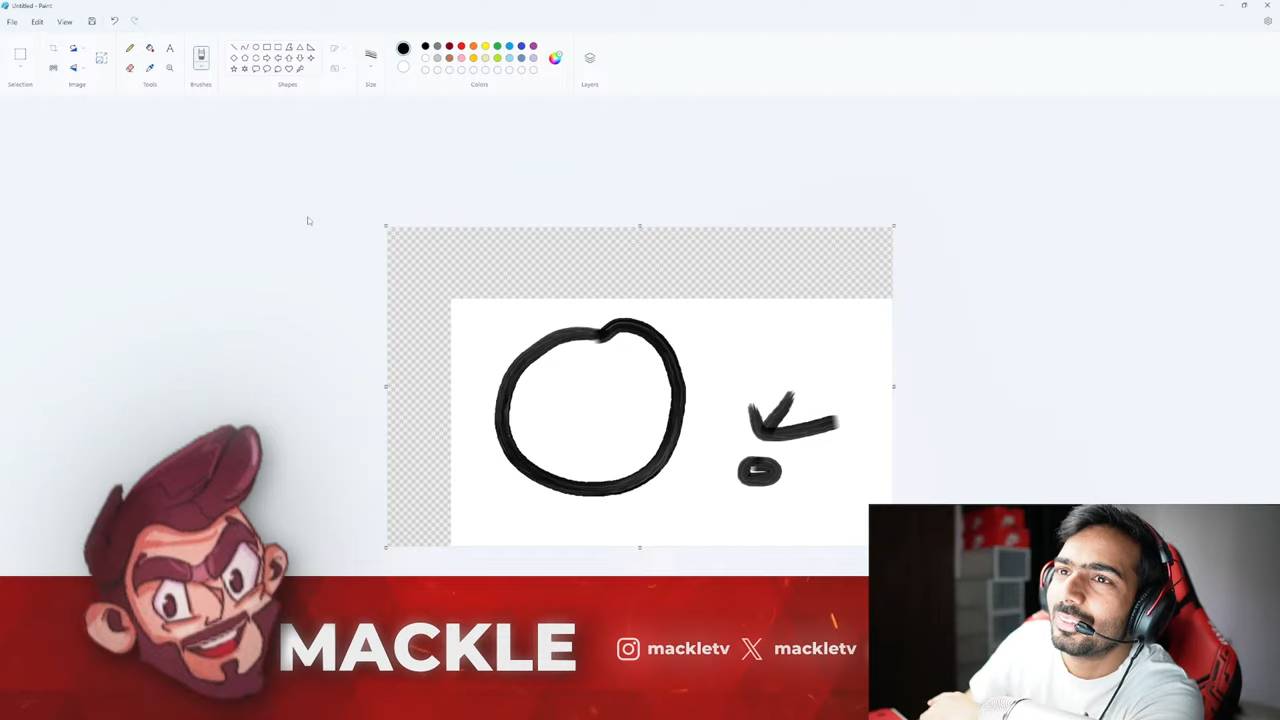 Untitled - Paint
File Edit View
Selection Image Tools Brushes Shapes Size Colors Layers
MACKLE mackletv mackletv